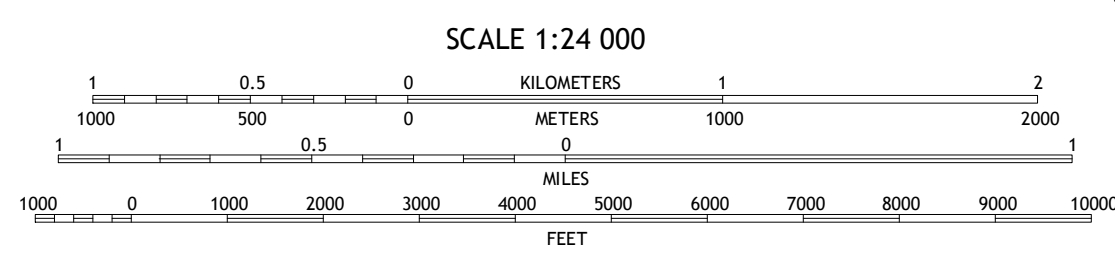 SCALE 1:24 000
1 0.5 0 KILOMETERS 1 2
1000 500 0 METERS 1000 2000
1 0.5 0 1
MILES
1000 0 1000 2000 3000 4000 5000 6000 7000 8000 9000 10000
FEET